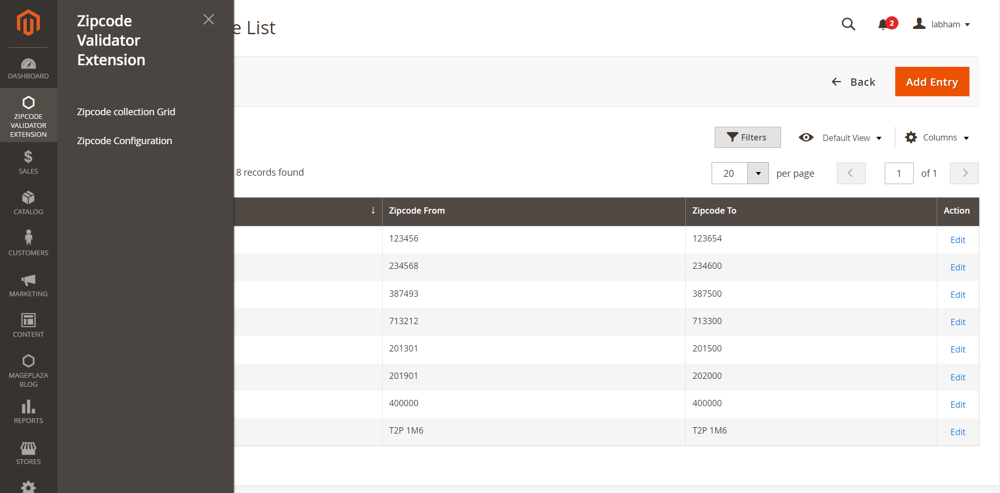 DASHBOARD
ZIPCODE
VALIDATOR
EXTENSION
SALES
CATALOG
CUSTOMERS
MARKETING
CONTENT
MAGEPLAZA
BLOG
REPORTS
STORES
Zipcode
Validator
Extension
Zipcode collection Grid
Zipcode Configuration
e List
2
labham
Back
Add Entry
Filters
Default View
Columns
8 records found
20
per page
1
of 1
↓ Zipcode From Zipcode To Action
123456 123654 Edit
234568 234600 Edit
387493 387500 Edit
713212 713300 Edit
201301 201500 Edit
201901 202000 Edit
400000 400000 Edit
T2P 1M6 T2P 1M6 Edit